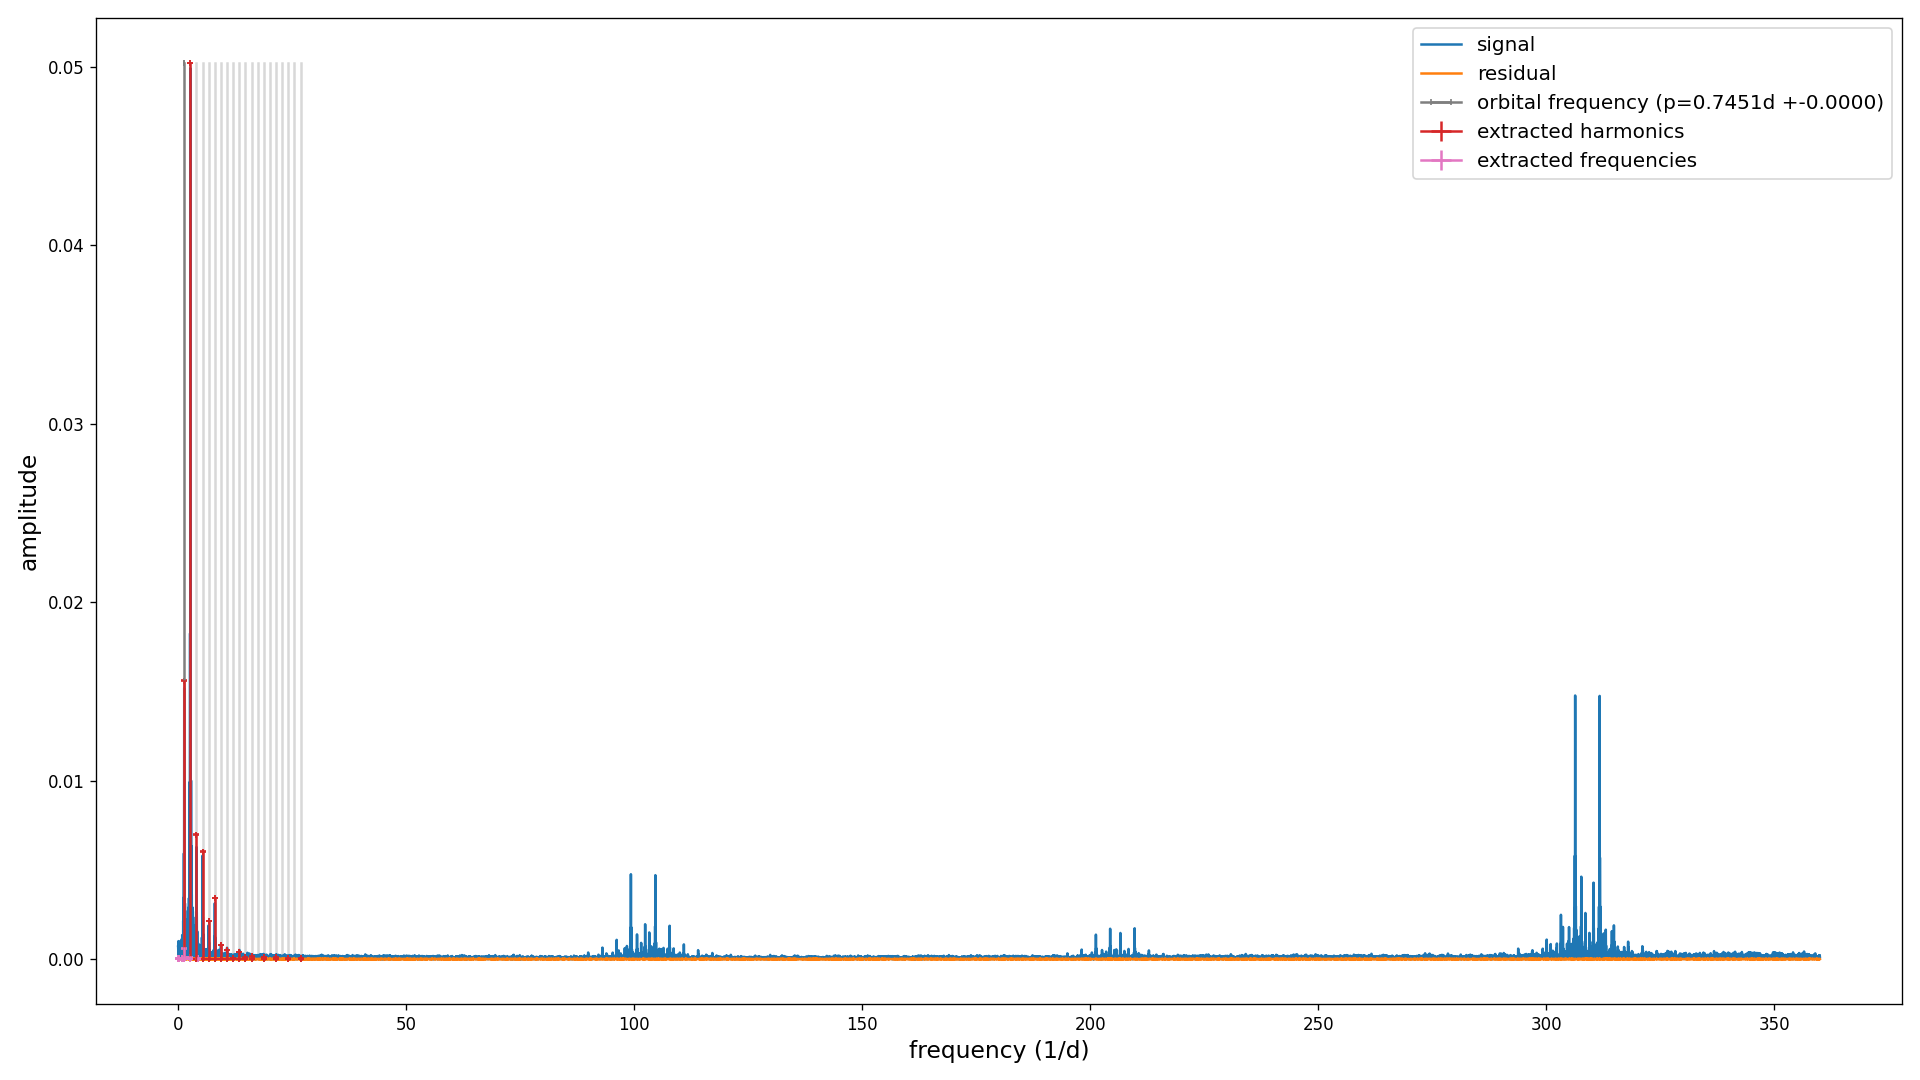 signal
residual
orbital frequency (p=0.7451d +-0.0000)
extracted harmonics
extracted frequencies
0.05
0.04
0.03
0.02
0.01
0.00
amplitude
0 50 100 150 200 250 300 350
frequency (1/d)